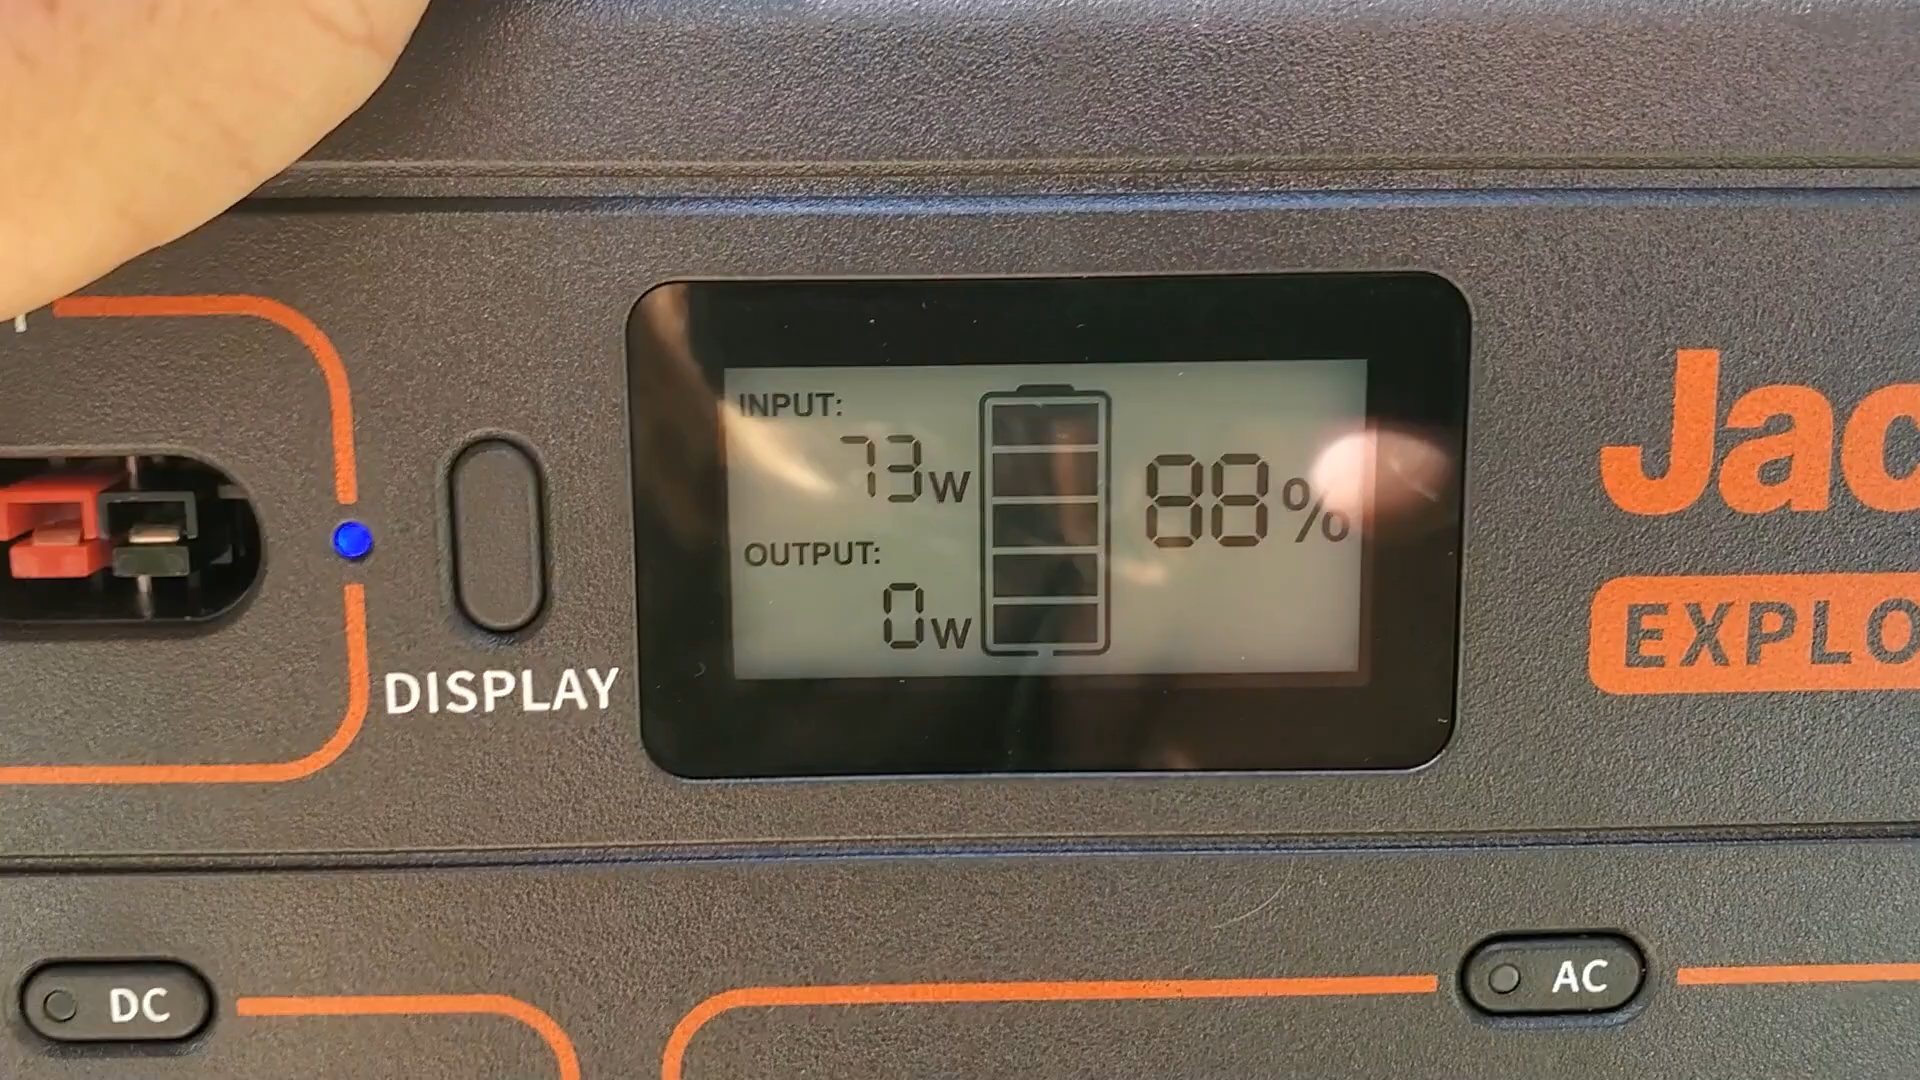 INPUT:
73W
OUTPUT:
0W
88%
DISPLAY
Jac
EXPLO
DC
AC